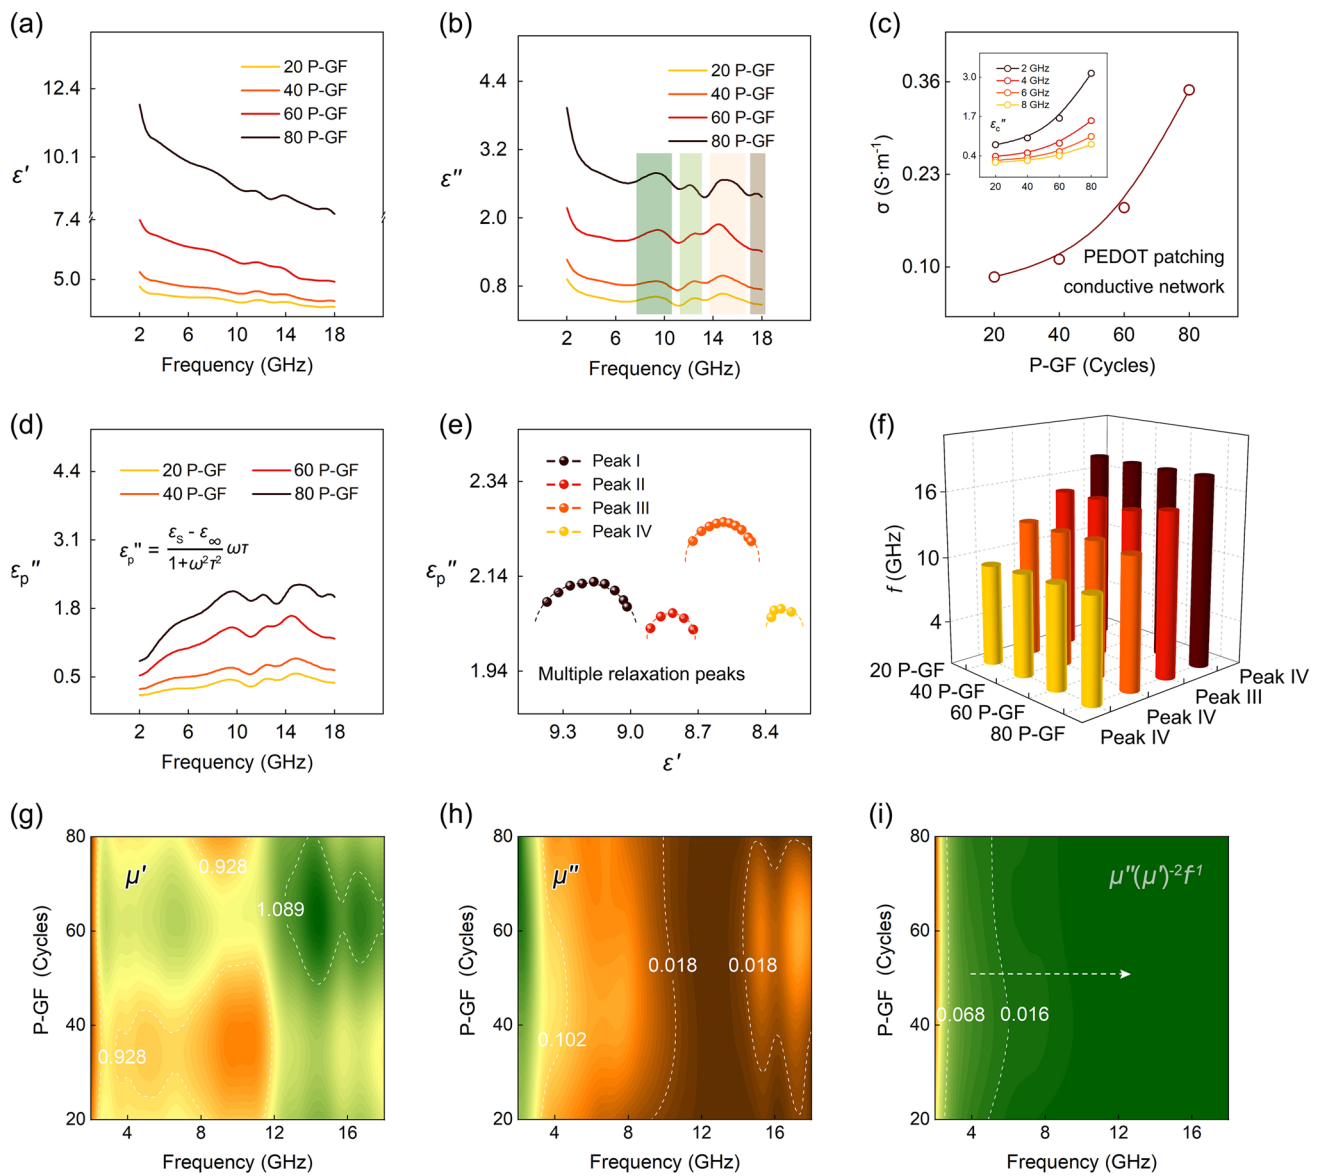 (a)
20 P-GF
40 P-GF
60 P-GF
80 P-GF
12.4
10.1
7.4
5.0
ε′
2 6 10 14 18
Frequency (GHz)
(b)
20 P-GF
40 P-GF
60 P-GF
80 P-GF
4.4
3.2
2.0
0.8
ε″
2 6 10 14 18
Frequency (GHz)
(c)
0.36
0.23
0.10
σ (S·m⁻¹)
3.0
1.7
0.4
εc″
2 GHz
4 GHz
6 GHz
8 GHz
20 40 60 80
PEDOT patching
conductive network
20 40 60 80
P-GF (Cycles)
(d)
20 P-GF 60 P-GF
40 P-GF 80 P-GF
4.4
3.1
1.8
0.5
εp″
εp″ = (εS - ε∞)/(1+ω²τ²) ωτ
2 6 10 14 18
Frequency (GHz)
(e)
Peak I
Peak II
Peak III
Peak IV
2.34
2.14
1.94
εp″
Multiple relaxation peaks
9.3 9.0 8.7 8.4
ε′
(f)
16
10
4
f (GHz)
20 P-GF
40 P-GF
60 P-GF
80 P-GF
Peak IV
Peak III
Peak IV
Peak IV
(g)
80
60
40
20
P-GF (Cycles)
μ′
0.928
1.089
0.928
4 8 12 16
Frequency (GHz)
(h)
80
60
40
20
P-GF (Cycles)
μ″
0.018
0.018
0.102
4 8 12 16
Frequency (GHz)
(i)
80
60
40
20
P-GF (Cycles)
μ″(μ′)⁻²f¹
0.068
0.016
4 8 12 16
Frequency (GHz)